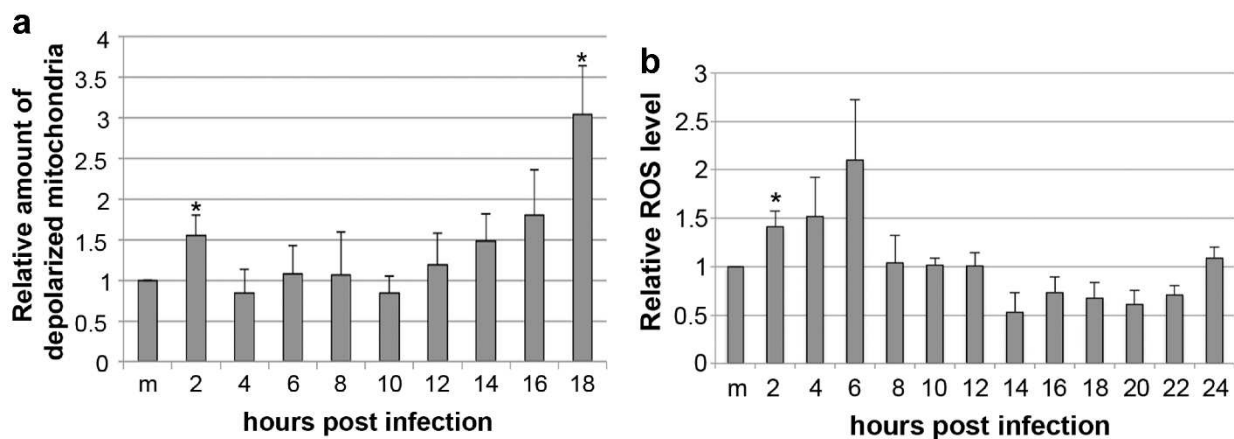 a
Relative amount of
depolarized mitochondria
4
3.5
3
2.5
2
1.5
1
0.5
0
*
*
m 2 4 6 8 10 12 14 16 18
hours post infection
b
Relative ROS level
3
2.5
2
1.5
1
0.5
0
*
m 2 4 6 8 10 12 14 16 18 20 22 24
hours post infection